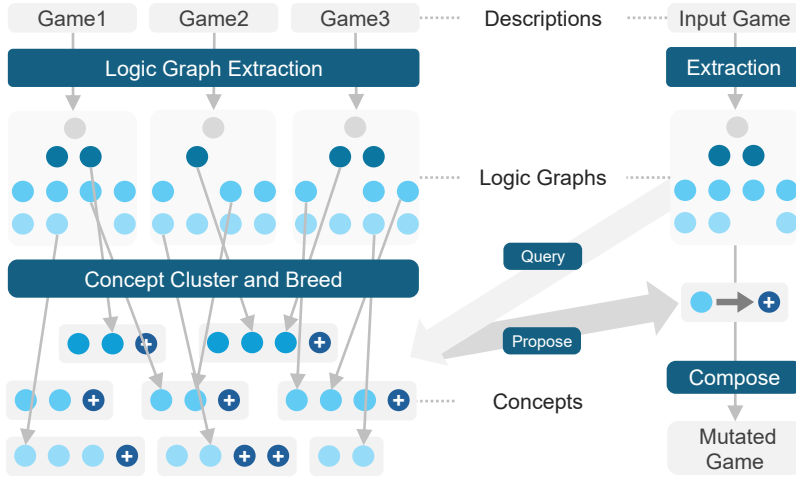 Game1
Game2
Game3
Descriptions
Input Game
Logic Graph Extraction
Extraction
Logic Graphs
Query
Concept Cluster and Breed
Propose
Compose
Concepts
Mutated
Game